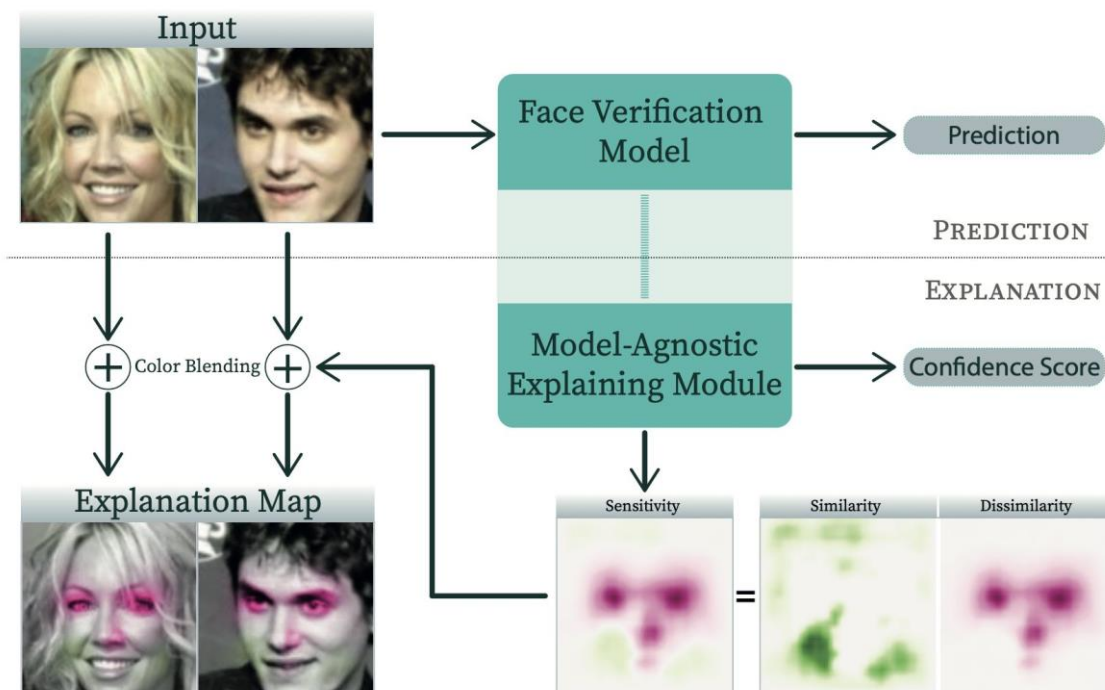 Input
Face Verification
Model
Prediction
PREDICTION
EXPLANATION
Color Blending
Model-Agnostic
Explaining Module
Confidence Score
Explanation Map
Sensitivity
Similarity
Dissimilarity
=